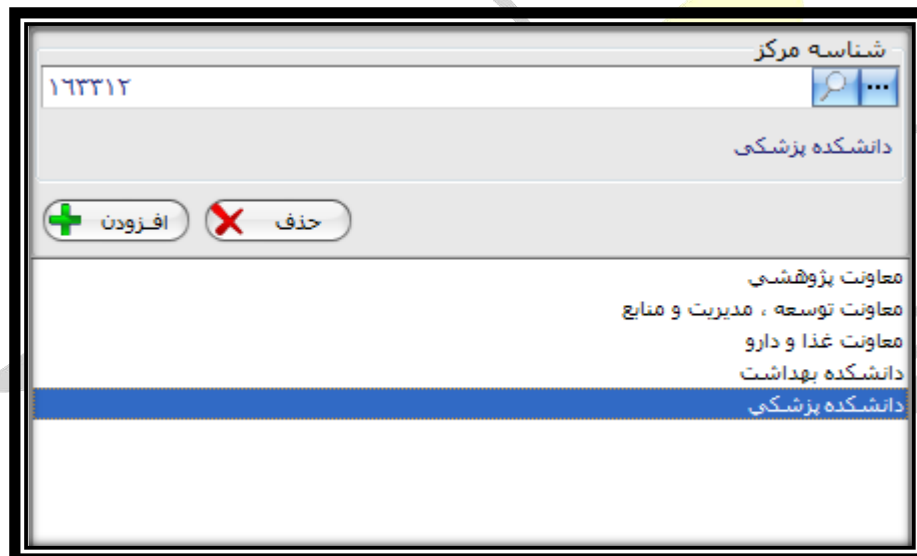 شناسه مرکز
۱۶۳۳۱۲
دانشکده پزشکی
حذف افزودن
معاونت پژوهشی
معاونت توسعه ، مدیریت و منابع
معاونت غذا و دارو
دانشکده بهداشت
دانشکده پزشکی